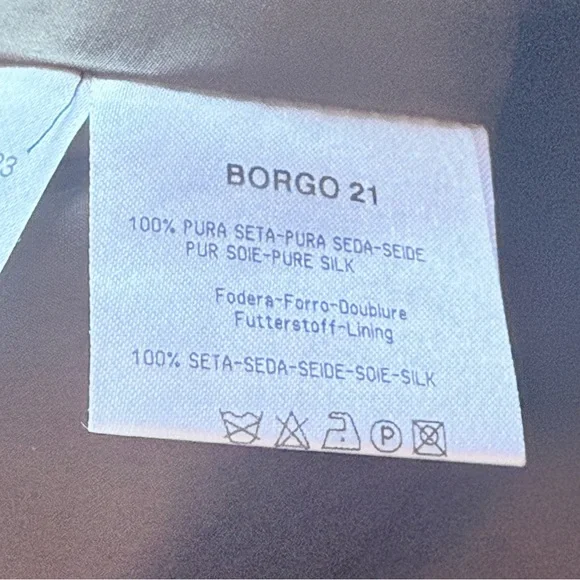 BORGO 21
100% PURA SETA-PURA SEDA-SEIDE
PUR SOIE-PURE SILK
Fodera-Forro-Doublure
Futterstoff-Lining
100% SETA-SEDA-SEIDE-SOIE-SILK
P